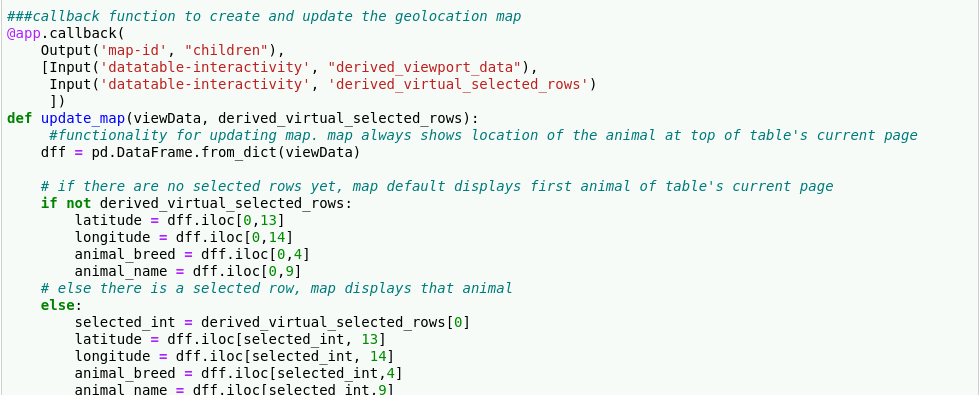 ###callback function to create and update the geolocation map
@app.callback(
    Output('map-id', "children"),
    [Input('datatable-interactivity', "derived_viewport_data"),
     Input('datatable-interactivity', 'derived_virtual_selected_rows')
     ])
def update_map(viewData, derived_virtual_selected_rows):
     #functionality for updating map. map always shows location of the animal at top of table's current page
    dff = pd.DataFrame.from_dict(viewData)

    # if there are no selected rows yet, map default displays first animal of table's current page
    if not derived_virtual_selected_rows:
        latitude = dff.iloc[0,13]
        longitude = dff.iloc[0,14]
        animal_breed = dff.iloc[0,4]
        animal_name = dff.iloc[0,9]
    # else there is a selected row, map displays that animal
    else:
        selected_int = derived_virtual_selected_rows[0]
        latitude = dff.iloc[selected_int, 13]
        longitude = dff.iloc[selected_int, 14]
        animal_breed = dff.iloc[selected_int,4]
        animal_name = dff.iloc[selected_int,9]